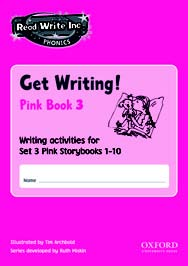 Read Write Inc.
PHONICS
Get Writing!
Pink Book 3
Writing activities for
Set 3 Pink Storybooks 1-10
Name
Illustrated by Tim Archbold
Series developed by Ruth Miskin
OXFORD
UNIVERSITY PRESS